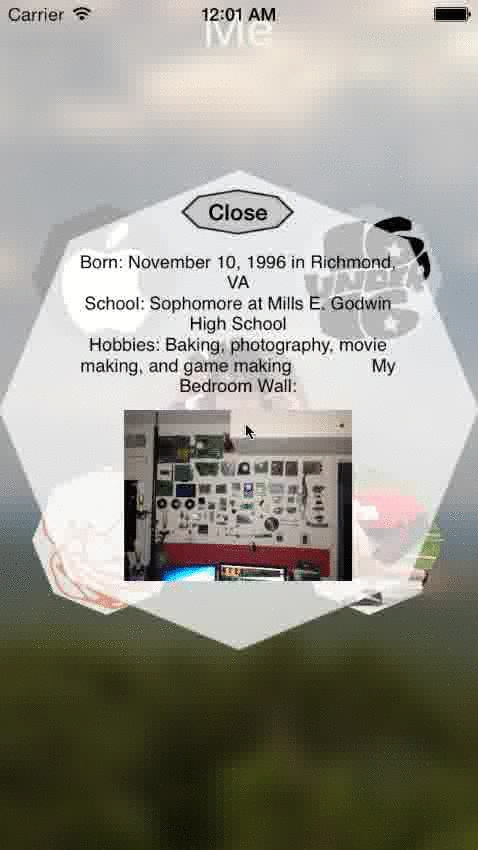 Carrier 12:01 AM
Me
Close
Born: November 10, 1996 in Richmond,
VA
School: Sophomore at Mills E. Godwin
High School
Hobbies: Baking, photography, movie
making, and game making My
Bedroom Wall:
16
UNDER
16